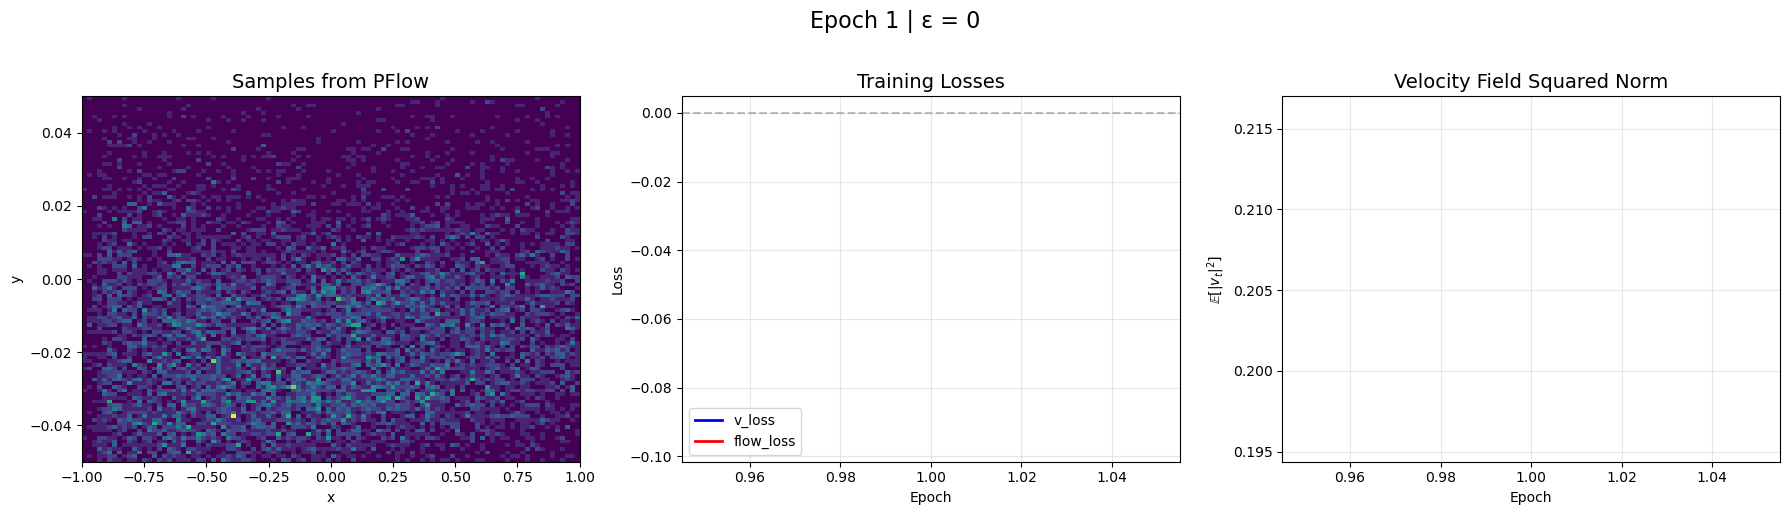 Epoch 1 | ε = 0
Samples from PFlow
0.04
0.02
0.00
−0.02
−0.04
y
−1.00 −0.75 −0.50 −0.25 0.00 0.25 0.50 0.75 1.00
x
Training Losses
0.00
−0.02
−0.04
−0.06
−0.08
−0.10
Loss
v_loss
flow_loss
0.96 0.98 1.00 1.02 1.04
Epoch
Velocity Field Squared Norm
0.215
0.210
0.205
0.200
0.195
𝔼[|v_t|²]
0.96 0.98 1.00 1.02 1.04
Epoch